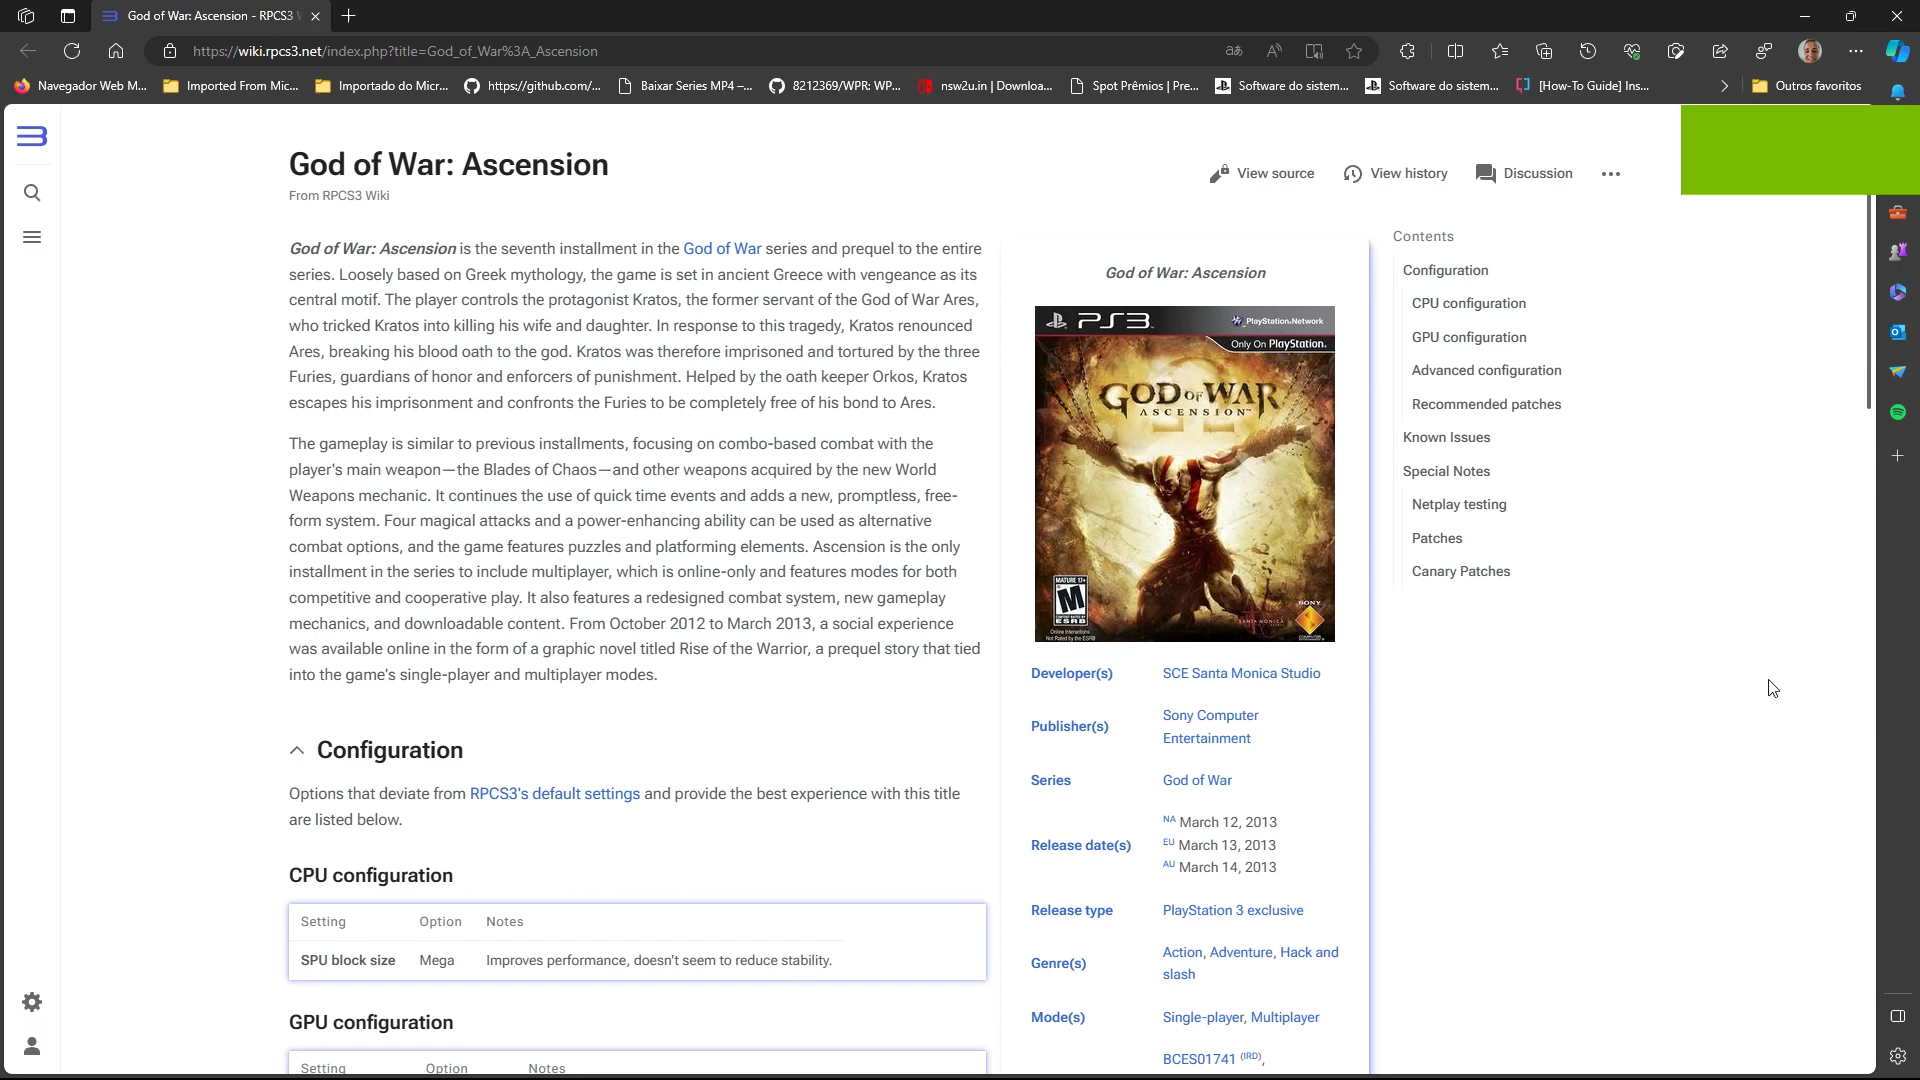 God of War: Ascension - RPCS3 W
https://wiki.rpcs3.net/index.php?title=God_of_War%3A_Ascension
Navegador Web M... Imported From Mic... Importado do Micr... https://github.com/... Baixar Series MP4 –... 8212369/WPR: WP... nsw2u.in | Downloa... Spot Prêmios | Pre... Software do sistem... Software do sistem... [How-To Guide] Ins... Outros favoritos
God of War: Ascension
From RPCS3 Wiki
View source View history Discussion
God of War: Ascension is the seventh installment in the God of War series and prequel to the entire
series. Loosely based on Greek mythology, the game is set in ancient Greece with vengeance as its
central motif. The player controls the protagonist Kratos, the former servant of the God of War Ares,
who tricked Kratos into killing his wife and daughter. In response to this tragedy, Kratos renounced
Ares, breaking his blood oath to the god. Kratos was therefore imprisoned and tortured by the three
Furies, guardians of honor and enforcers of punishment. Helped by the oath keeper Orkos, Kratos
escapes his imprisonment and confronts the Furies to be completely free of his bond to Ares.
The gameplay is similar to previous installments, focusing on combo-based combat with the
player's main weapon—the Blades of Chaos—and other weapons acquired by the new World
Weapons mechanic. It continues the use of quick time events and adds a new, promptless, free-
form system. Four magical attacks and a power-enhancing ability can be used as alternative
combat options, and the game features puzzles and platforming elements. Ascension is the only
installment in the series to include multiplayer, which is online-only and features modes for both
competitive and cooperative play. It also features a redesigned combat system, new gameplay
mechanics, and downloadable content. From October 2012 to March 2013, a social experience
was available online in the form of a graphic novel titled Rise of the Warrior, a prequel story that tied
into the game's single-player and multiplayer modes.
Configuration
Options that deviate from RPCS3's default settings and provide the best experience with this title
are listed below.
CPU configuration
Setting Option Notes
SPU block size Mega Improves performance, doesn't seem to reduce stability.
GPU configuration
Setting Option Notes
God of War: Ascension
PS3 PlayStation Network
Only On PlayStation.
GOD OF WAR
ASCENSION
MATURE 17+
M
ESRB
Online Interactions
Not Rated by the ESRB
SANTA MONICA
SONY
COMPUTER
Developer(s) SCE Santa Monica Studio
Publisher(s) Sony Computer
Entertainment
Series God of War
Release date(s) NA March 12, 2013
EU March 13, 2013
AU March 14, 2013
Release type PlayStation 3 exclusive
Genre(s) Action, Adventure, Hack and
slash
Mode(s) Single-player, Multiplayer
BCES01741 (IRD),
Contents
Configuration
CPU configuration
GPU configuration
Advanced configuration
Recommended patches
Known Issues
Special Notes
Netplay testing
Patches
Canary Patches